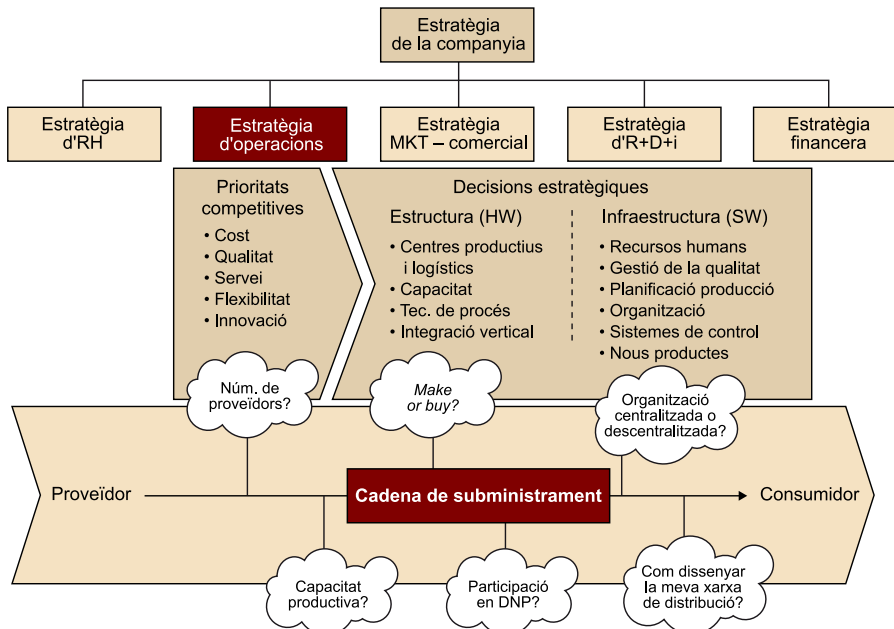 Estratègia
de la companyia
Estratègia
d'RH
Estratègia
d'operacions
Estratègia
MKT – comercial
Estratègia
d'R+D+i
Estratègia
financera
Prioritats
competitives
• Cost
• Qualitat
• Servei
• Flexibilitat
• Innovació
Decisions estratègiques
Estructura (HW)
• Centres productius
i logístics
• Capacitat
• Tec. de procés
• Integració vertical
Infraestructura (SW)
• Recursos humans
• Gestió de la qualitat
• Planificació producció
• Organització
• Sistemes de control
• Nous productes
Núm. de
proveïdors?
Make
or buy?
Organització
centralitzada o
descentralitzada?
Proveïdor
Cadena de subministrament
Consumidor
Capacitat
productiva?
Participació
en DNP?
Com dissenyar
la meva xarxa
de distribució?